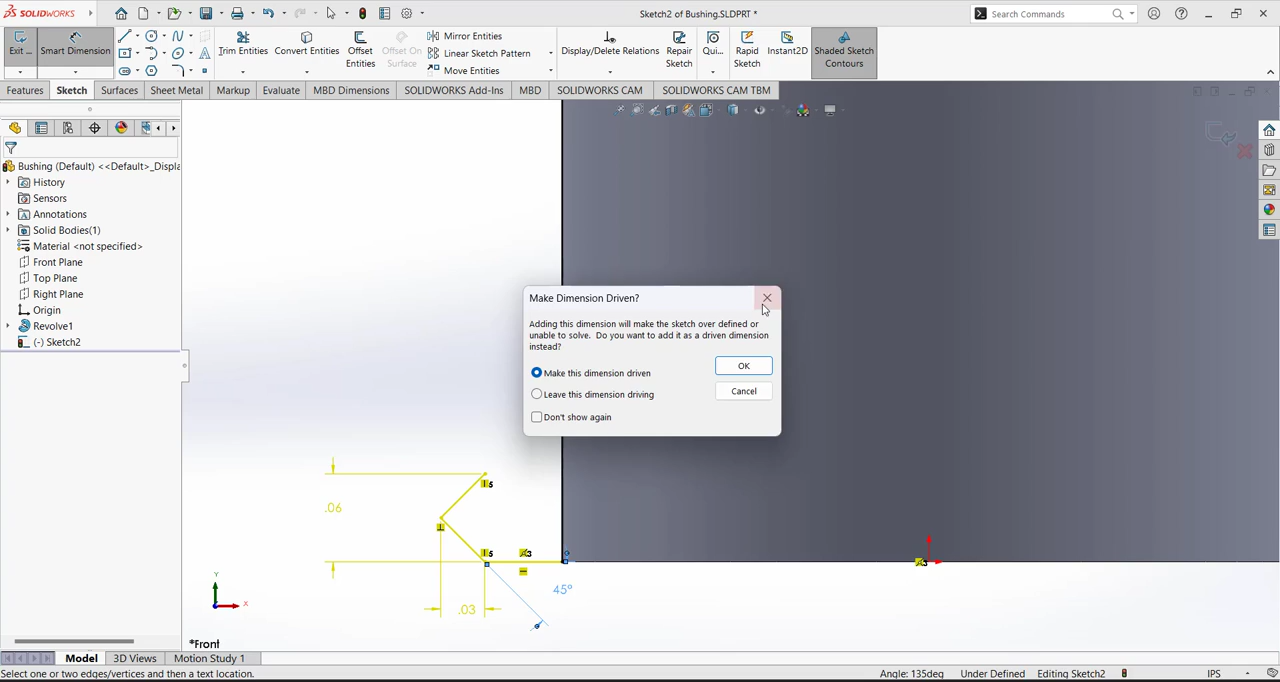 SOLIDWORKS
Sketch2 of Bushing.SLDPRT *
Search Commands
Exit ...
Smart Dimension
Trim Entities
Convert Entities
Offset Entities
Offset On Surface
Mirror Entities
Linear Sketch Pattern
Move Entities
Display/Delete Relations
Repair Sketch
Qui...
Rapid Sketch
Instant2D
Shaded Sketch Contours
Features
Sketch
Surfaces
Sheet Metal
Markup
Evaluate
MBD Dimensions
SOLIDWORKS Add-Ins
MBD
SOLIDWORKS CAM
SOLIDWORKS CAM TBM
Bushing (Default) <<Default>_Displa
History
Sensors
Annotations
Solid Bodies(1)
Material <not specified>
Front Plane
Top Plane
Right Plane
Origin
Revolve1
(-) Sketch2
Make Dimension Driven?
Adding this dimension will make the sketch over defined or
unable to solve. Do you want to add it as a driven dimension
instead?
Make this dimension driven
OK
Leave this dimension driving
Cancel
Don't show again
.06
5
5
3
45°
.03
3
Y
X
*Front
Model
3D Views
Motion Study 1
Select one or two edges/vertices and then a text location.
Angle: 135deg
Under Defined
Editing Sketch2
IPS